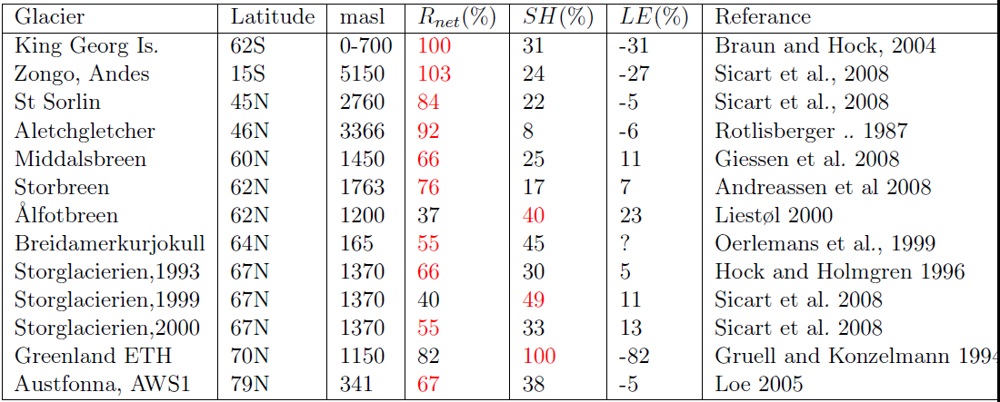 Glacier Latitude masl R_net(%) SH(%) LE(%) Referance
King Georg Is. 62S 0-700 100 31 -31 Braun and Hock, 2004
Zongo, Andes 15S 5150 103 24 -27 Sicart et al., 2008
St Sorlin 45N 2760 84 22 -5 Sicart et al., 2008
Aletchgletcher 46N 3366 92 8 -6 Rotlisberger .. 1987
Middalsbreen 60N 1450 66 25 11 Giessen et al. 2008
Storbreen 62N 1763 76 17 7 Andreassen et al 2008
Ålfotbreen 62N 1200 37 40 23 Liestøl 2000
Breidamerkurjokull 64N 165 55 45 ? Oerlemans et al., 1999
Storglacierien,1993 67N 1370 66 30 5 Hock and Holmgren 1996
Storglacierien,1999 67N 1370 40 49 11 Sicart et al. 2008
Storglacierien,2000 67N 1370 55 33 13 Sicart et al. 2008
Greenland ETH 70N 1150 82 100 -82 Gruell and Konzelmann 1994
Austfonna, AWS1 79N 341 67 38 -5 Loe 2005